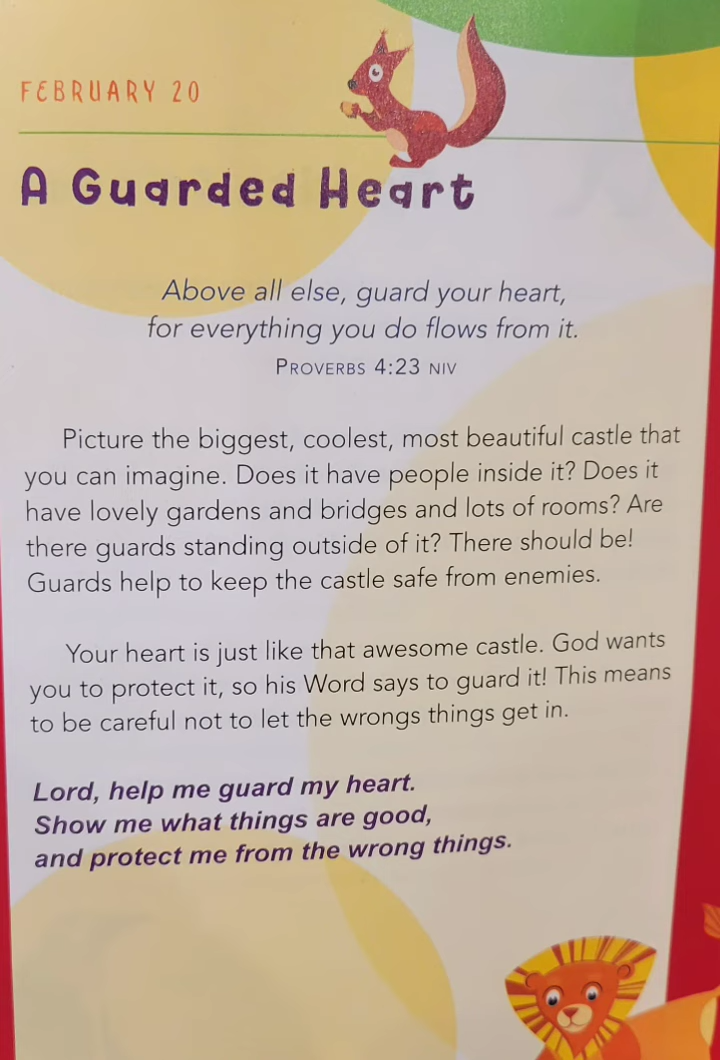 FEBRUARY 20
A Guarded Heart
Above all else, guard your heart,
for everything you do flows from it.
PROVERBS 4:23 NIV
Picture the biggest, coolest, most beautiful castle that
you can imagine. Does it have people inside it? Does it
have lovely gardens and bridges and lots of rooms? Are
there guards standing outside of it? There should be!
Guards help to keep the castle safe from enemies.
Your heart is just like that awesome castle. God wants
you to protect it, so his Word says to guard it! This means
to be careful not to let the wrongs things get in.
Lord, help me guard my heart.
Show me what things are good,
and protect me from the wrong things.